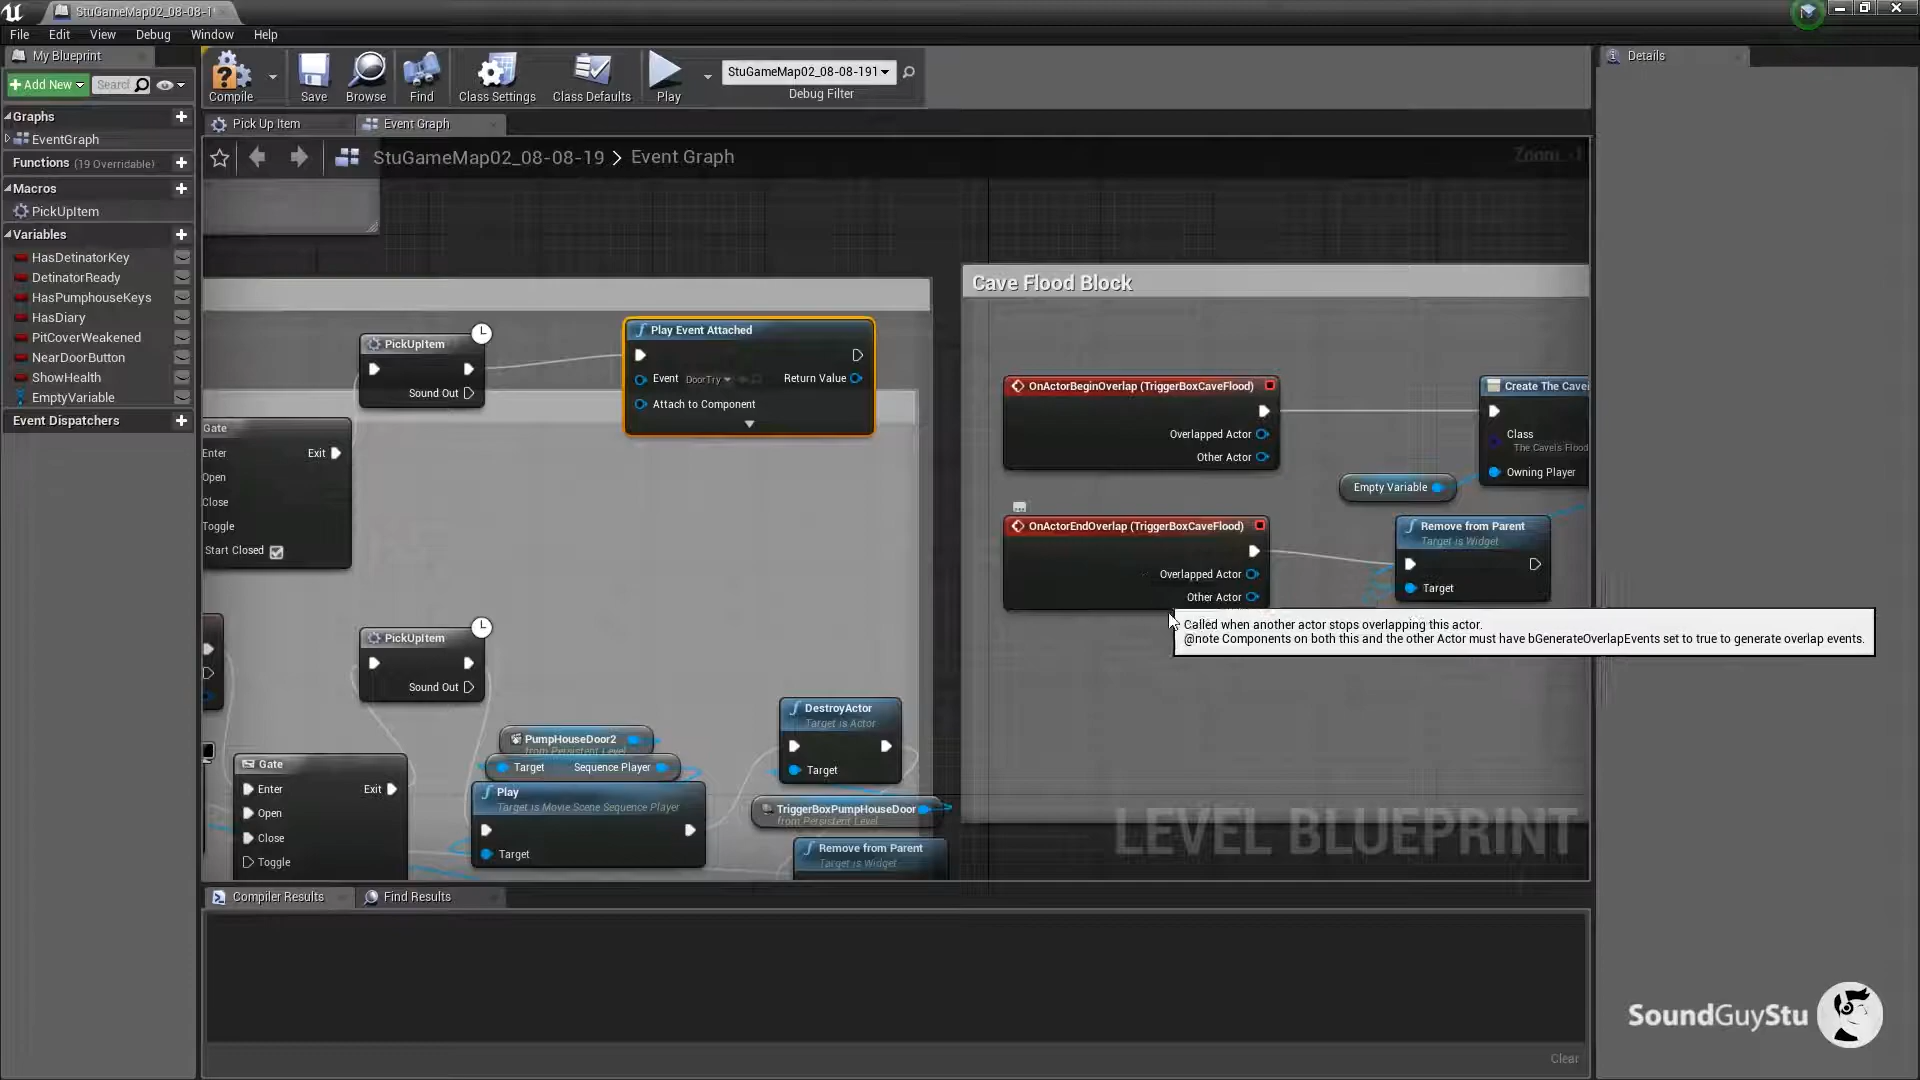 StuGameMap02_08-08-1
File Edit View Debug Window Help
My Blueprint
Details
Add New
Search
Compile
Save
Browse
Find
Class Settings
Class Defaults
Play
StuGameMap02_08-08-191
Debug Filter
Graphs
EventGraph
Functions (19 Overridable)
Macros
PickUpItem
Variables
HasDetinatorKey
DetinatorReady
HasPumphouseKeys
HasDiary
PitCoverWeakened
NearDoorButton
ShowHealth
EmptyVariable
Event Dispatchers
Pick Up Item
Event Graph
StuGameMap02_08-08-19 > Event Graph
Zoom -1
PickUpItem
Sound Out
Play Event Attached
Event DoorTry
Return Value
Attach to Component
Gate
Enter
Exit
Open
Close
Toggle
Start Closed
PickUpItem
Sound Out
PumpHouseDoor2
from Persistent Level
Target
Sequence Player
Play
Target is Movie Scene Sequence Player
Target
Gate
Enter
Exit
Open
Close
Toggle
DestroyActor
Target is Actor
Target
TriggerBoxPumpHouseDoor
from Persistent Level
Remove from Parent
Target is Widget
Cave Flood Block
OnActorBeginOverlap (TriggerBoxCaveFlood)
Overlapped Actor
Other Actor
Create The Cave
Class
The CaveIs Flood
Owning Player
Empty Variable
OnActorEndOverlap (TriggerBoxCaveFlood)
Overlapped Actor
Other Actor
Remove from Parent
Target is Widget
Target
Called when another actor stops overlapping this actor.
@note Components on both this and the other Actor must have bGenerateOverlapEvents set to true to generate overlap events.
LEVEL BLUEPRINT
Compiler Results
Find Results
Clear
SoundGuyStu